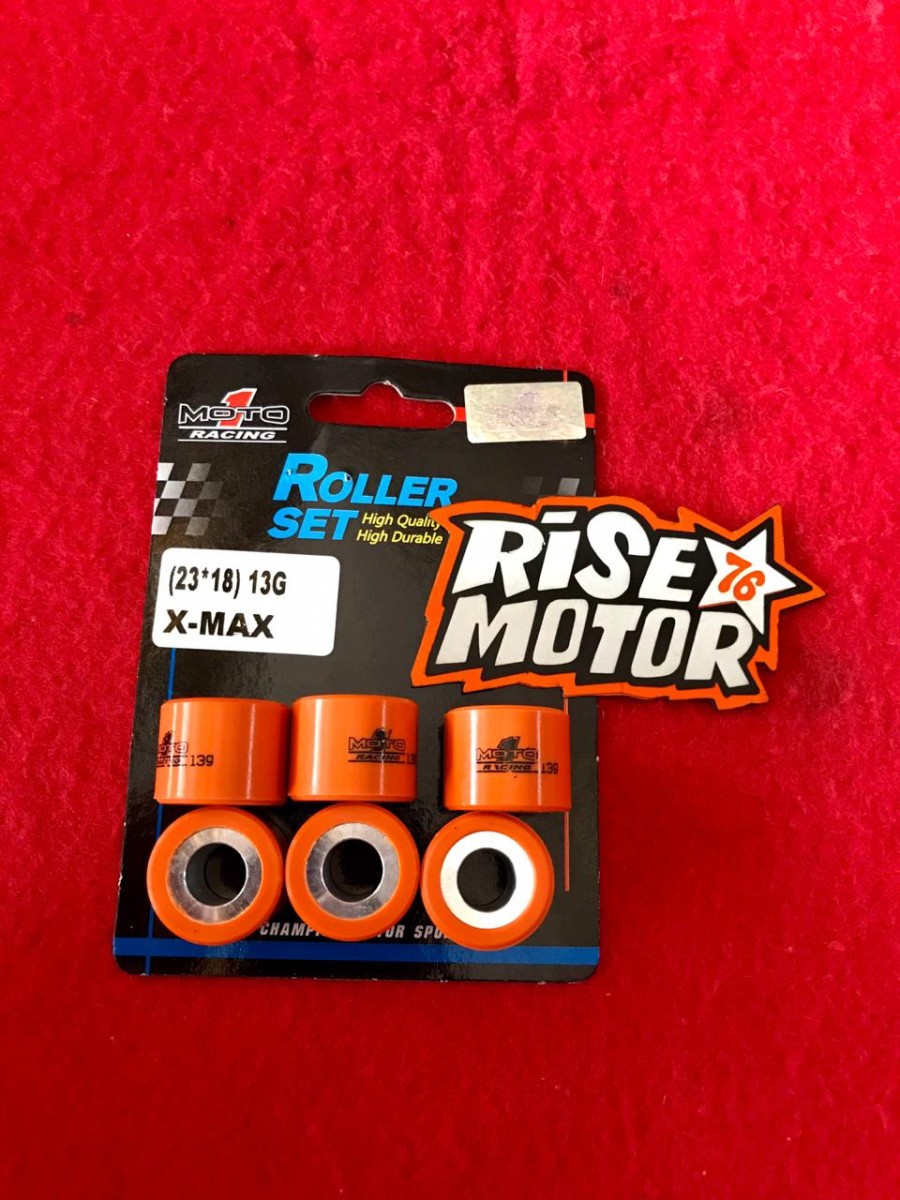 MOTO 1
RACING
ROLLER
SET
High Quality
High Durable
(23*18) 13G
X-MAX
RiSE
76
MOTOR
MOTO
13g
MOTO
RACING
MOTO
RACING 13g